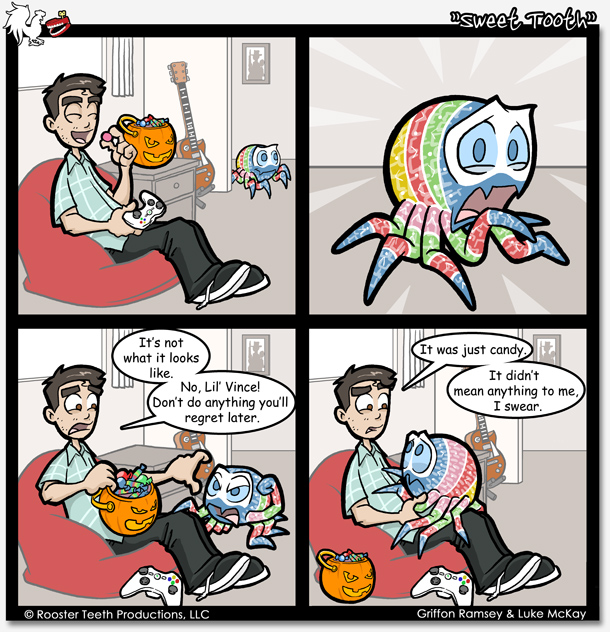 "Sweet Tooth"
It's not
what it looks
like.
No, Lil' Vince!
Don't do anything you'll
regret later.
It was just candy.
It didn't
mean anything to me,
I swear.
© Rooster Teeth Productions, LLC
Griffon Ramsey & Luke McKay